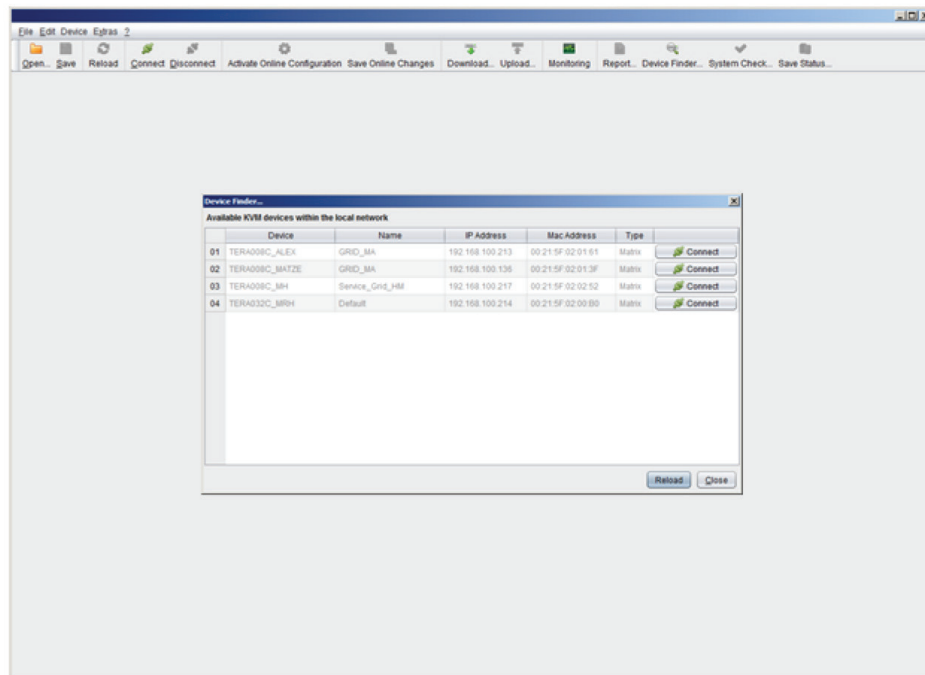 File Edit Device Extras ?
Open... Save Reload Connect Disconnect Activate Online Configuration Save Online Changes Download... Upload... Monitoring Report... Device Finder... System Check... Save Status...
Device Finder...
Available KVM devices within the local network
Device Name IP Address Mac Address Type
01 TERA008C_ALEX GRID_MA 192.168.100.213 00:21:5F:02:01:61 Matrix Connect
02 TERA008C_MATZE GRID_MA 192.168.100.136 00:21:5F:02:01:3F Matrix Connect
03 TERA008C_MH Service_Grid_HM 192.168.100.217 00:21:5F:02:02:52 Matrix Connect
04 TERA032C_MRH Default 192.168.100.214 00:21:5F:02:00:B0 Matrix Connect
Reload Close